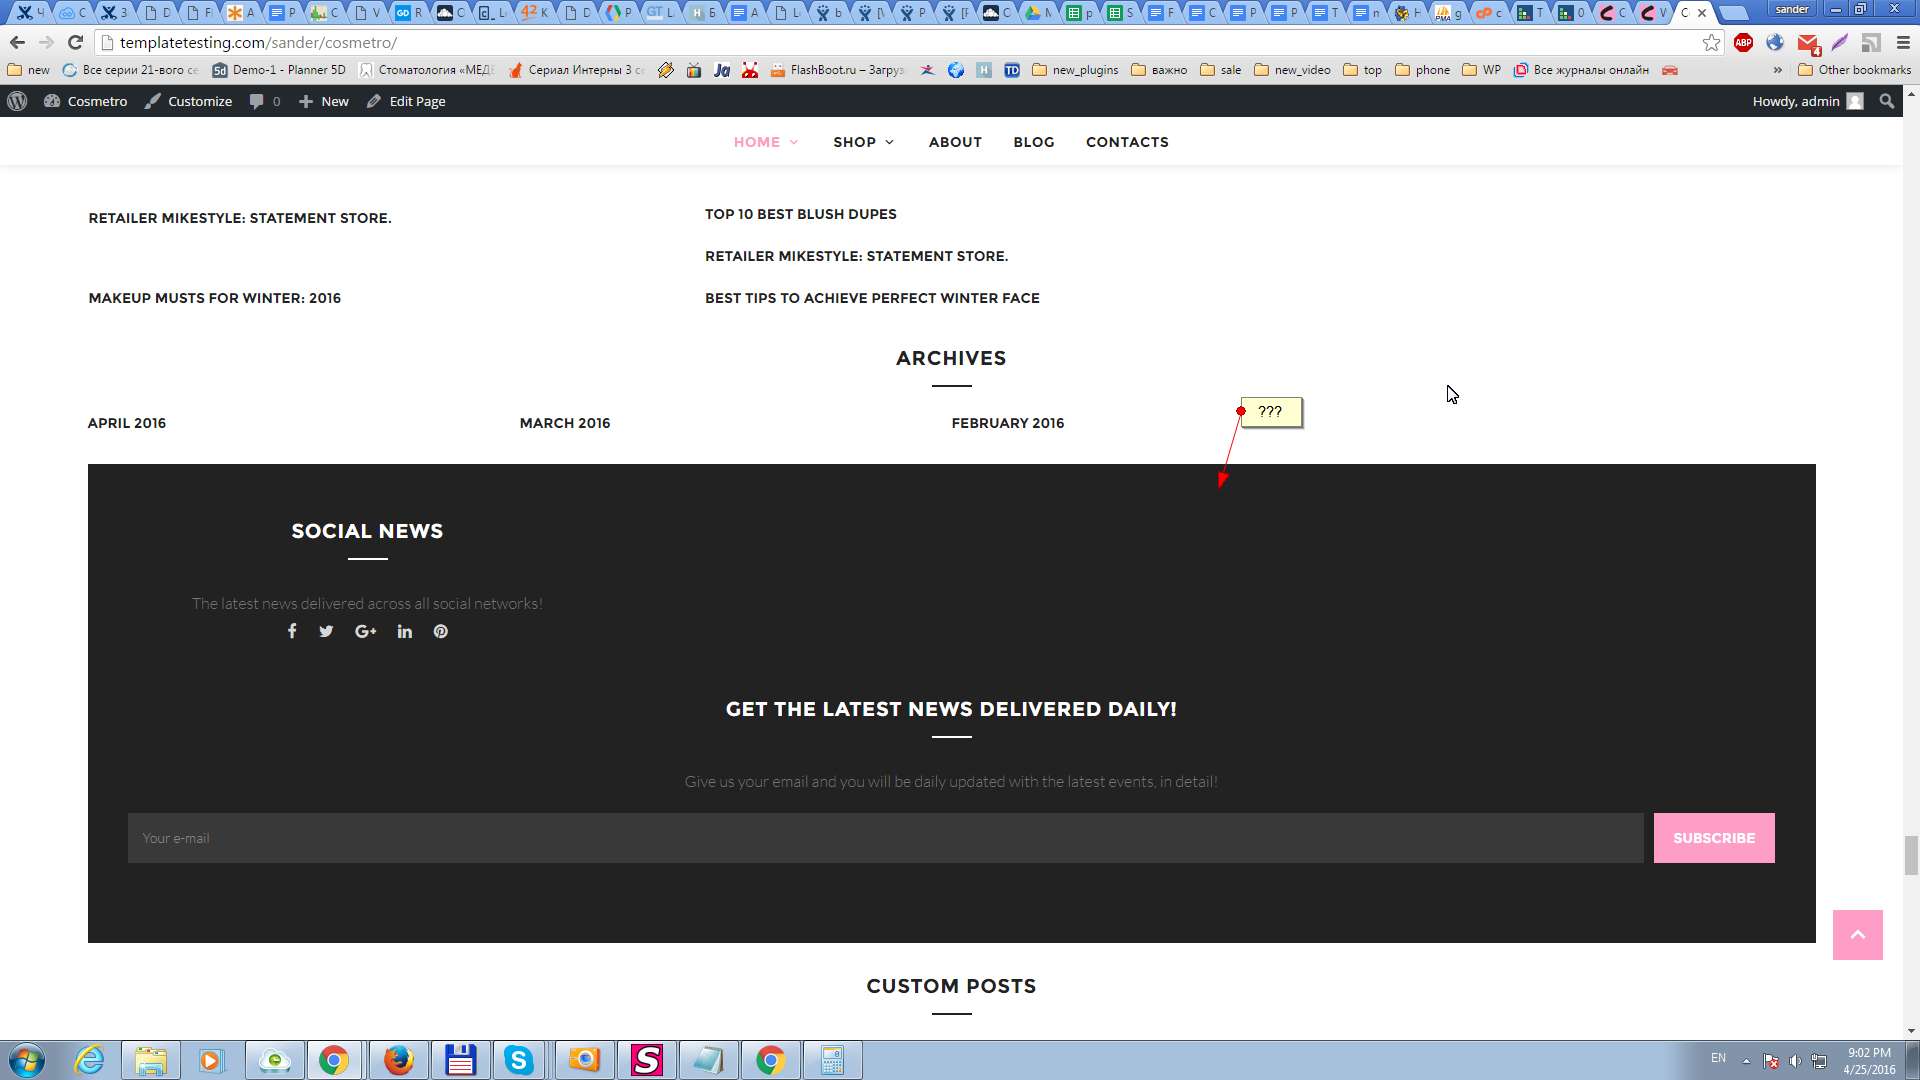 sander
templatetesting.com/sander/cosmetro/
new
Все серии 21-вого се
Demo-1 - Planner 5D
Стоматология «МЕДЕ
Сериал Интерны 3 се
FlashBoot.ru – Загруз
new_plugins
важно
sale
new_video
top
phone
WP
Все журналы онлайн
» Other bookmarks
Cosmetro Customize 0 New Edit Page Howdy, admin
HOME SHOP ABOUT BLOG CONTACTS
RETAILER MIKESTYLE: STATEMENT STORE.
MAKEUP MUSTS FOR WINTER: 2016
TOP 10 BEST BLUSH DUPES
RETAILER MIKESTYLE: STATEMENT STORE.
BEST TIPS TO ACHIEVE PERFECT WINTER FACE
ARCHIVES
APRIL 2016 MARCH 2016 FEBRUARY 2016
???
SOCIAL NEWS
The latest news delivered across all social networks!
GET THE LATEST NEWS DELIVERED DAILY!
Give us your email and you will be daily updated with the latest events, in detail!
Your e-mail SUBSCRIBE
CUSTOM POSTS
EN
9:02 PM
4/25/2016